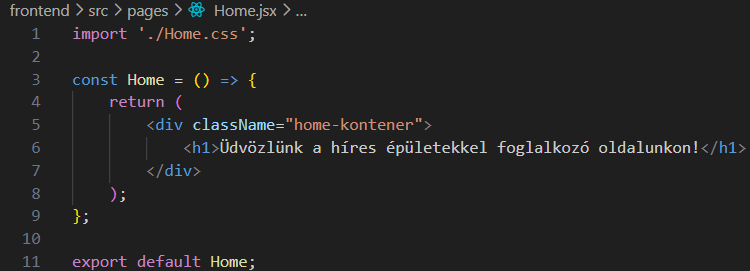 frontend > src > pages > Home.jsx > ...
1 import './Home.css';
2
3 const Home = () => {
4     return (
5         <div className="home-kontener">
6             <h1>Üdvözlünk a híres épületekkel foglalkozó oldalunkon!</h1>
7         </div>
8     );
9 };
10
11 export default Home;